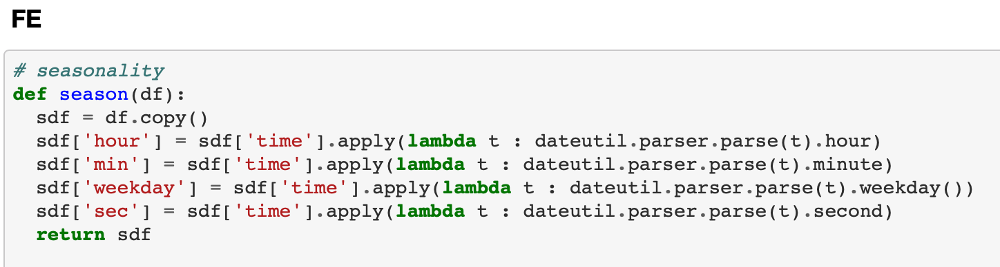 FE
# seasonality
def season(df):
  sdf = df.copy()
  sdf['hour'] = sdf['time'].apply(lambda t : dateutil.parser.parse(t).hour)
  sdf['min'] = sdf['time'].apply(lambda t : dateutil.parser.parse(t).minute)
  sdf['weekday'] = sdf['time'].apply(lambda t : dateutil.parser.parse(t).weekday())
  sdf['sec'] = sdf['time'].apply(lambda t : dateutil.parser.parse(t).second)
  return sdf